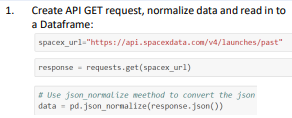 1. Create API GET request, normalize data and read in to
a Dataframe:
spacex_url="https://api.spacexdata.com/v4/launches/past"
response = requests.get(spacex_url)
# Use json_normalize meethod to convert the json
data = pd.json_normalize(response.json())